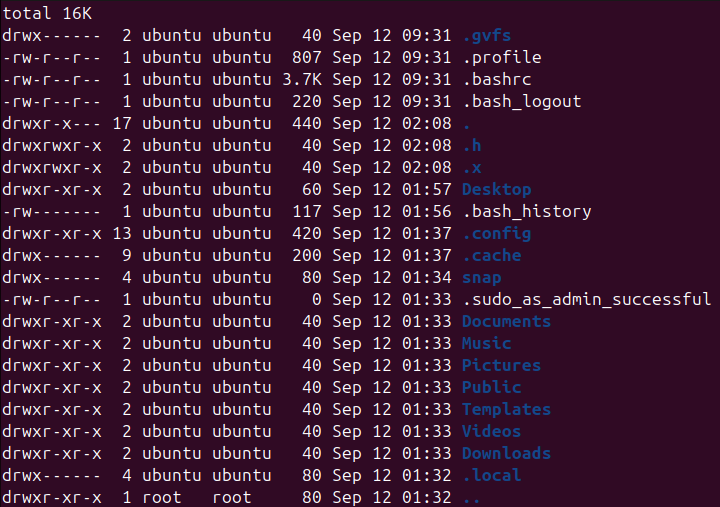 total 16K
drwx------  2 ubuntu ubuntu   40 Sep 12 09:31 .gvfs
-rw-r--r--  1 ubuntu ubuntu  807 Sep 12 09:31 .profile
-rw-r--r--  1 ubuntu ubuntu 3.7K Sep 12 09:31 .bashrc
-rw-r--r--  1 ubuntu ubuntu  220 Sep 12 09:31 .bash_logout
drwxr-x--- 17 ubuntu ubuntu  440 Sep 12 02:08 .
drwxrwxr-x  2 ubuntu ubuntu   40 Sep 12 02:08 .h
drwxrwxr-x  2 ubuntu ubuntu   40 Sep 12 02:08 .x
drwxr-xr-x  2 ubuntu ubuntu   60 Sep 12 01:57 Desktop
-rw-------  1 ubuntu ubuntu  117 Sep 12 01:56 .bash_history
drwxr-xr-x 13 ubuntu ubuntu  420 Sep 12 01:37 .config
drwx------  9 ubuntu ubuntu  200 Sep 12 01:37 .cache
drwx------  4 ubuntu ubuntu   80 Sep 12 01:34 snap
-rw-r--r--  1 ubuntu ubuntu    0 Sep 12 01:33 .sudo_as_admin_successful
drwxr-xr-x  2 ubuntu ubuntu   40 Sep 12 01:33 Documents
drwxr-xr-x  2 ubuntu ubuntu   40 Sep 12 01:33 Music
drwxr-xr-x  2 ubuntu ubuntu   40 Sep 12 01:33 Pictures
drwxr-xr-x  2 ubuntu ubuntu   40 Sep 12 01:33 Public
drwxr-xr-x  2 ubuntu ubuntu   40 Sep 12 01:33 Templates
drwxr-xr-x  2 ubuntu ubuntu   40 Sep 12 01:33 Videos
drwxr-xr-x  2 ubuntu ubuntu   40 Sep 12 01:33 Downloads
drwx------  4 ubuntu ubuntu   80 Sep 12 01:32 .local
drwxr-xr-x  1 root   root     80 Sep 12 01:32 ..